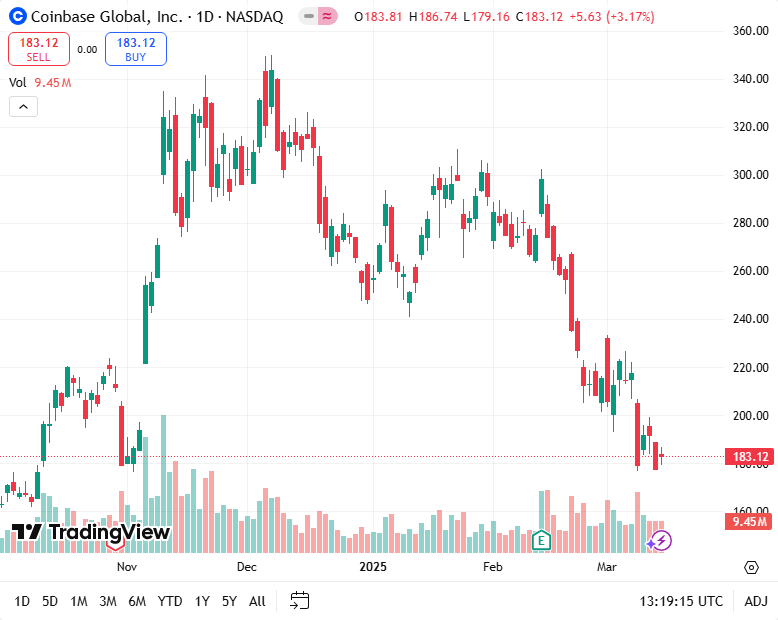 Coinbase Global, Inc. · 1D · NASDAQ O183.81 H186.74 L179.16 C183.12 +5.63 (+3.17%)
183.12 SELL 0.00 183.12 BUY
Vol 9.45M
360.00
340.00
320.00
300.00
280.00
260.00
240.00
220.00
200.00
183.12
180.00
160.00
9.45M
TradingView
E
Nov Dec 2025 Feb Mar
1D 5D 1M 3M 6M YTD 1Y 5Y All 13:19:15 UTC ADJ